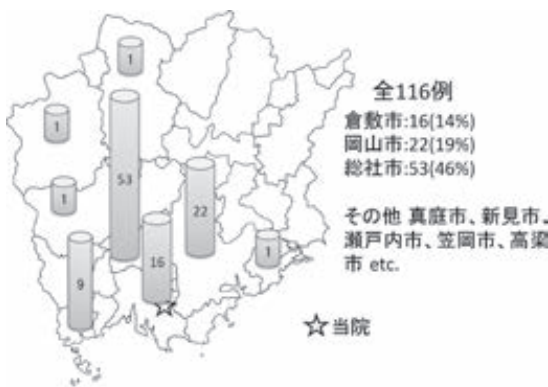 1
1
53
1
22
16
9
1
全116例
倉敷市:16(14%)
岡山市:22(19%)
総社市:53(46%)
その他 真庭市、新見市、
瀬戸内市、笠岡市、高梁
市 etc.
☆当院